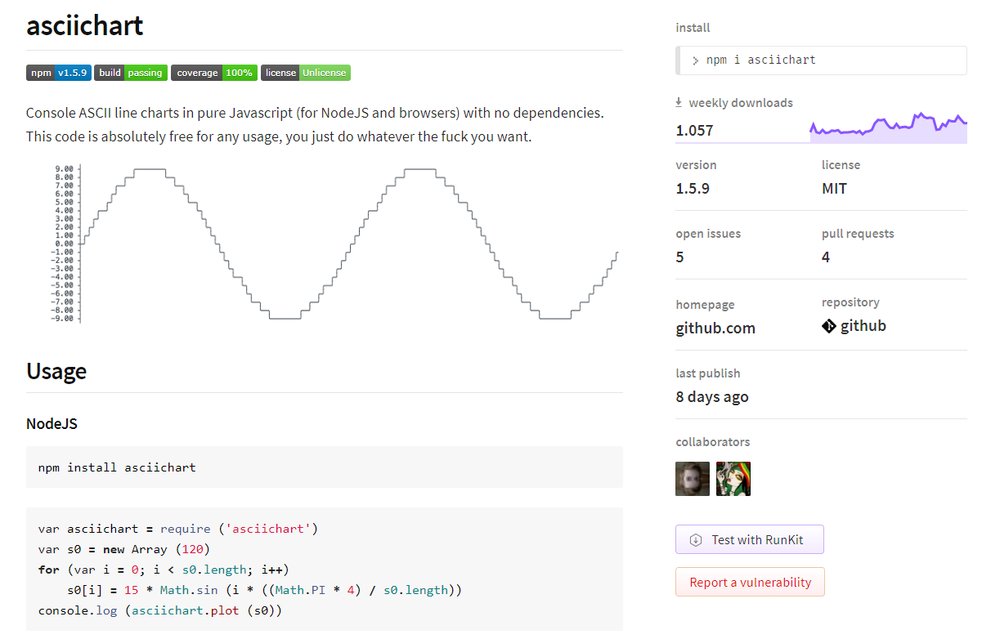 asciichart
npm v1.5.9 build passing coverage 100% license Unlicense
Console ASCII line charts in pure Javascript (for NodeJS and browsers) with no dependencies.
This code is absolutely free for any usage, you just do whatever the fuck you want.
9.00
8.00
7.00
6.00
5.00
4.00
3.00
2.00
1.00
0.00
-1.00
-2.00
-3.00
-4.00
-5.00
-6.00
-7.00
-8.00
-9.00
Usage
NodeJS
npm install asciichart
var asciichart = require ('asciichart')
var s0 = new Array (120)
for (var i = 0; i < s0.length; i++)
    s0[i] = 15 * Math.sin (i * ((Math.PI * 4) / s0.length))
console.log (asciichart.plot (s0))
install
> npm i asciichart
weekly downloads
1.057
version license
1.5.9 MIT
open issues pull requests
5 4
homepage repository
github.com github
last publish
8 days ago
collaborators
Test with RunKit
Report a vulnerability